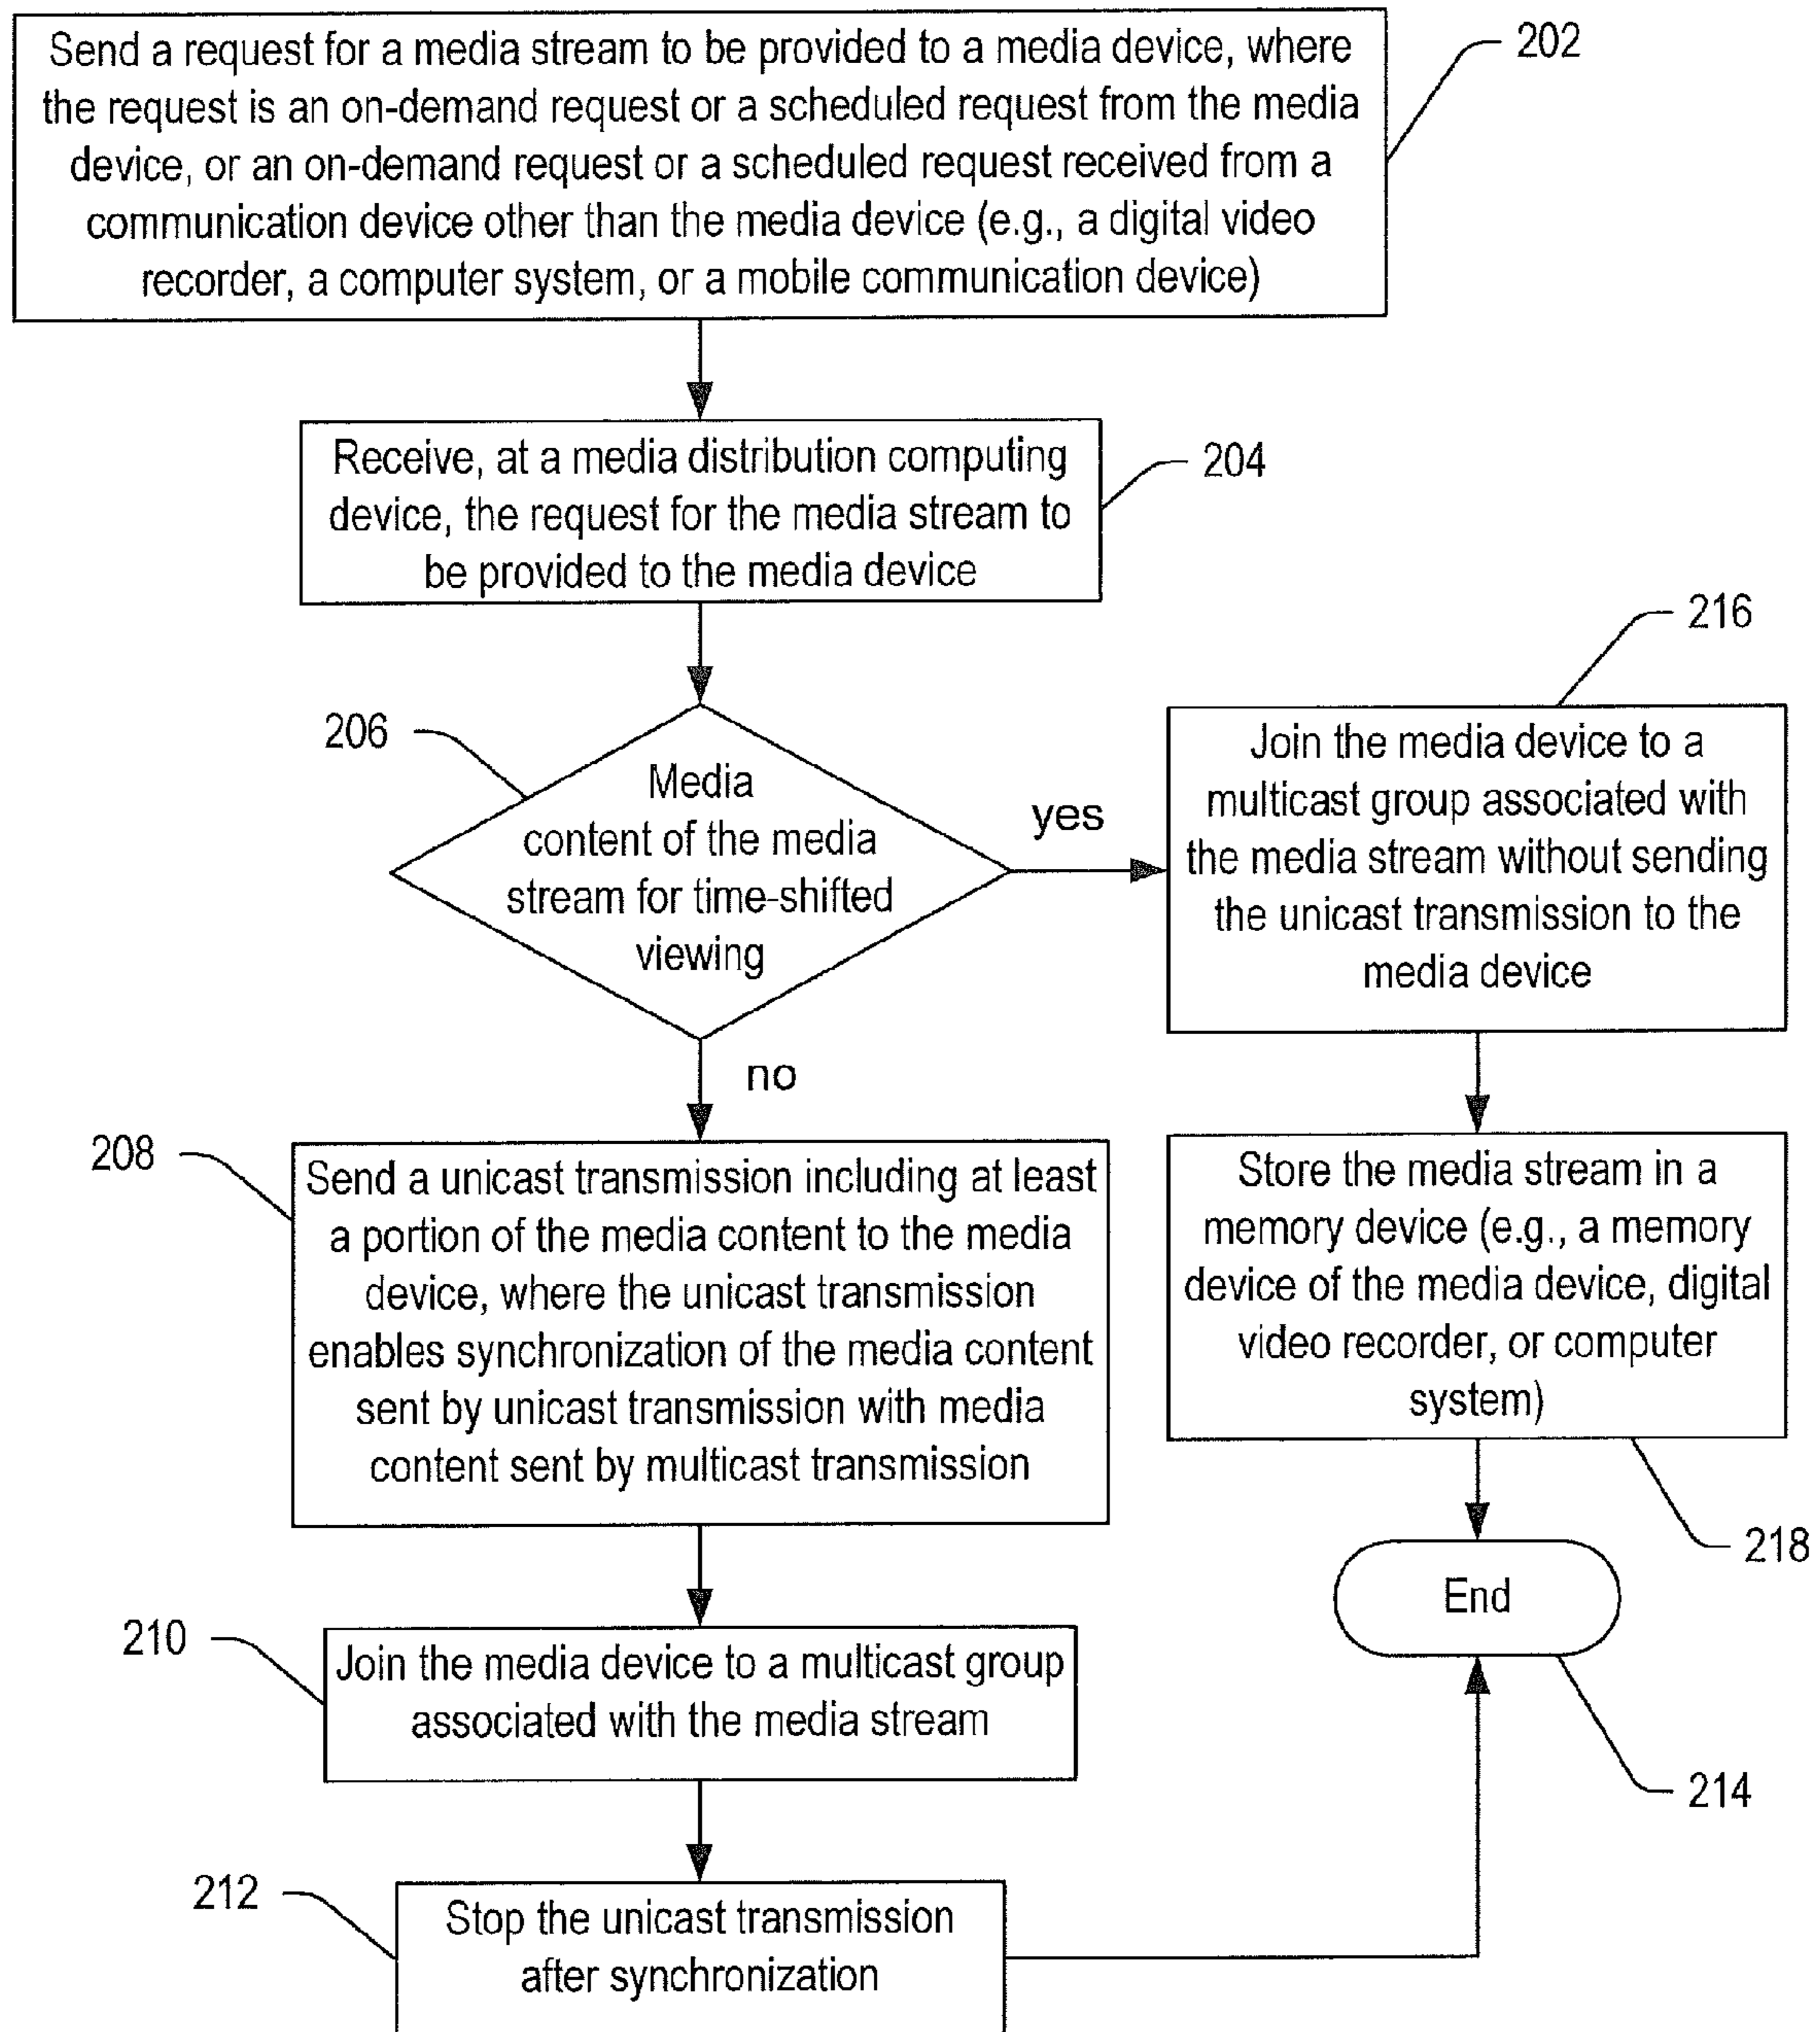 Send a request for a media stream to be provided to a media device, where
the request is an on-demand request or a scheduled request from the media
device, or an on-demand request or a scheduled request received from a
communication device other than the media device (e.g., a digital video
recorder, a computer system, or a mobile communication device)
202
Receive, at a media distribution computing
device, the request for the media stream to
be provided to the media device
204
206
Media
content of the media
stream for time-shifted
viewing
yes
no
216
Join the media device to a
multicast group associated with
the media stream without sending
the unicast transmission to the
media device
208
Send a unicast transmission including at least
a portion of the media content to the media
device, where the unicast transmission
enables synchronization of the media content
sent by unicast transmission with media
content sent by multicast transmission
Store the media stream in a
memory device (e.g., a memory
device of the media device, digital
video recorder, or computer
system)
218
End
214
210
Join the media device to a multicast group
associated with the media stream
212
Stop the unicast transmission
after synchronization